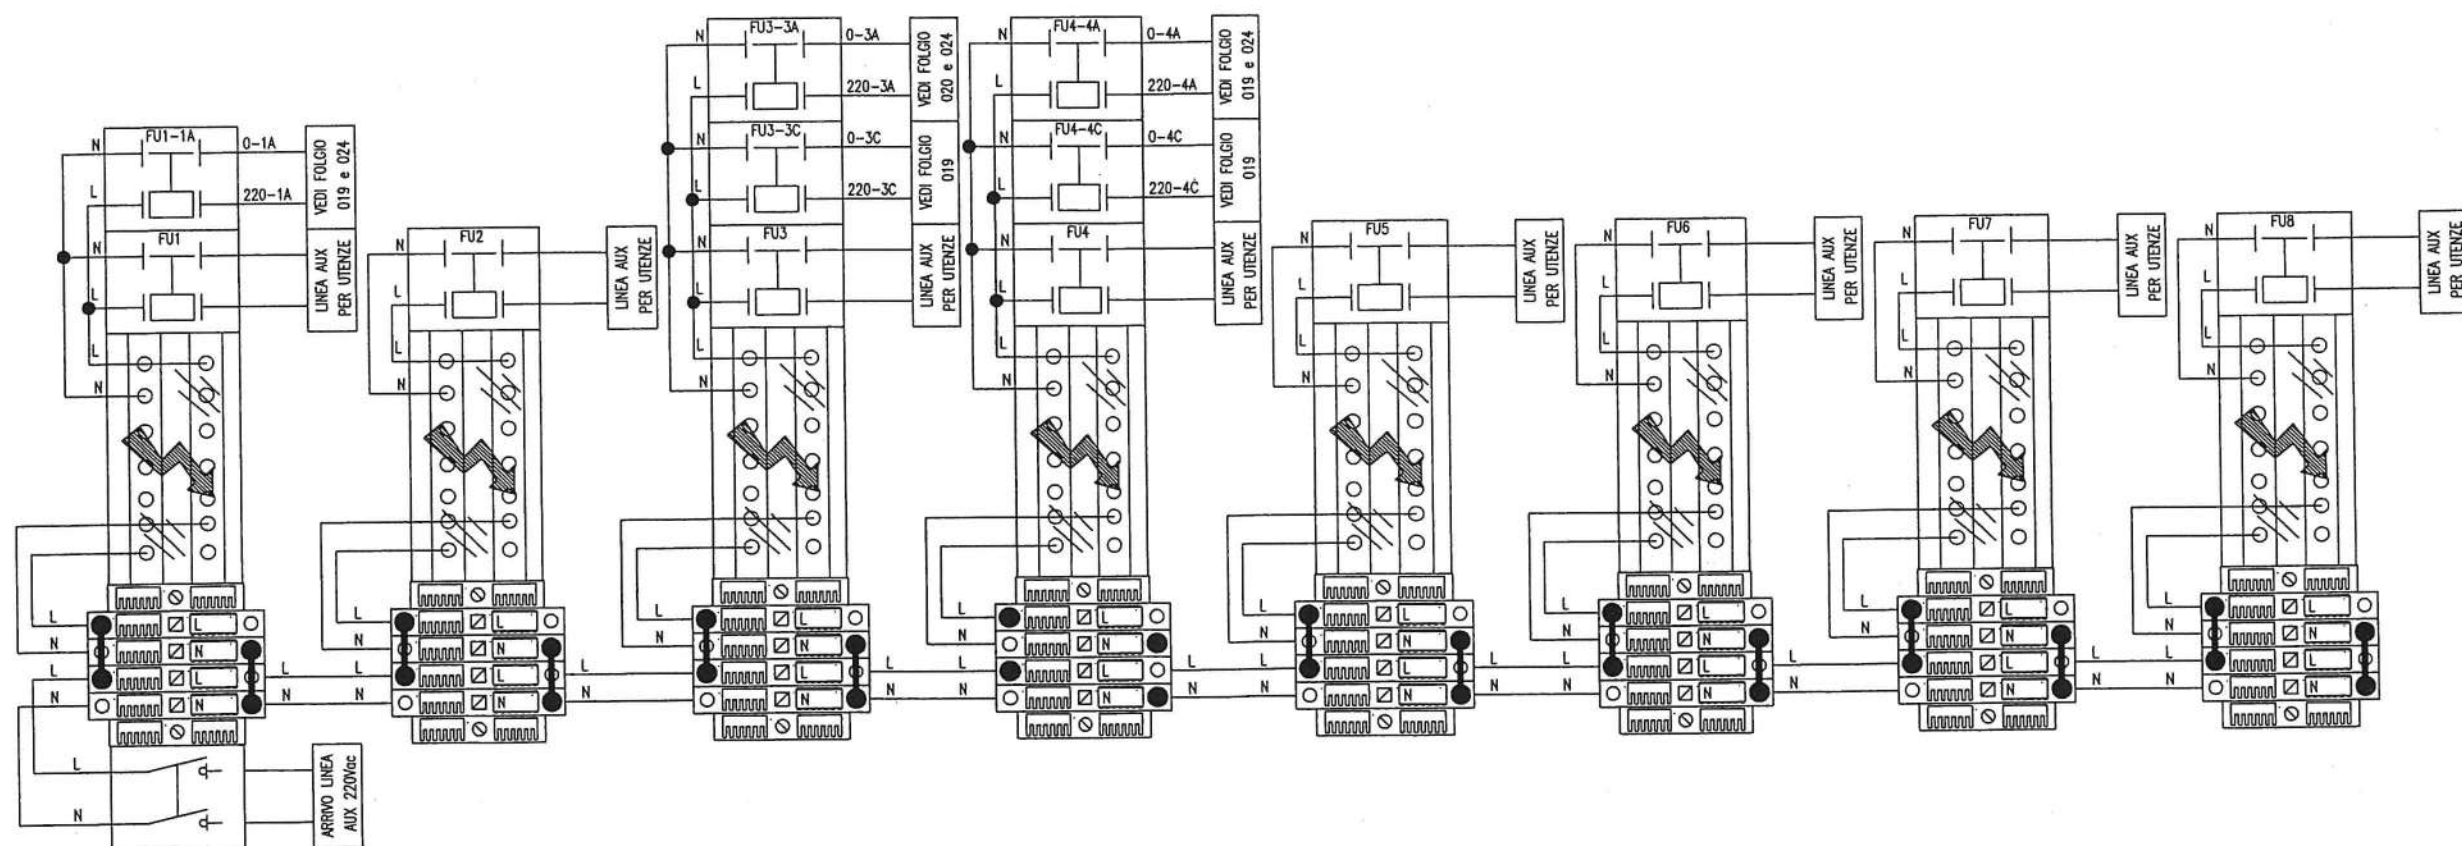 FU1-1A
N
0-1A
L
220-1A
VEDI FOLGIO
019 e 024
FU1
N
L
LINEA AUX
PER UTENZE
L
N
L
N
L
N
L
N
L
N
L
N
L
N
L
N
ARRIVO LINEA
AUX 220Vac
FU2
N
L
LINEA AUX
PER UTENZE
L
N
L
N
L
N
L
N
L
N
L
N
FU3-3A
N
0-3A
L
220-3A
VEDI FOLGIO
020 e 024
FU3-3C
N
0-3C
L
220-3C
VEDI FOLGIO
019
FU3
N
L
LINEA AUX
PER UTENZE
L
N
L
N
L
N
L
N
L
N
FU4-4A
N
0-4A
L
220-4A
VEDI FOLGIO
019 e 024
FU4-4C
N
0-4C
L
220-4C
VEDI FOLGIO
019
FU4
N
L
LINEA AUX
PER UTENZE
L
N
L
N
L
N
L
N
L
N
L
N
FU5
N
L
LINEA AUX
PER UTENZE
L
N
L
N
L
N
L
N
L
N
L
N
FU6
N
L
LINEA AUX
PER UTENZE
L
N
L
N
L
N
L
N
L
N
FU7
N
L
LINEA AUX
PER UTENZE
L
N
L
N
L
N
L
N
L
N
FU8
N
L
LINEA AUX
PER UTENZE
L
N
L
N
L
N
L
N
L
N